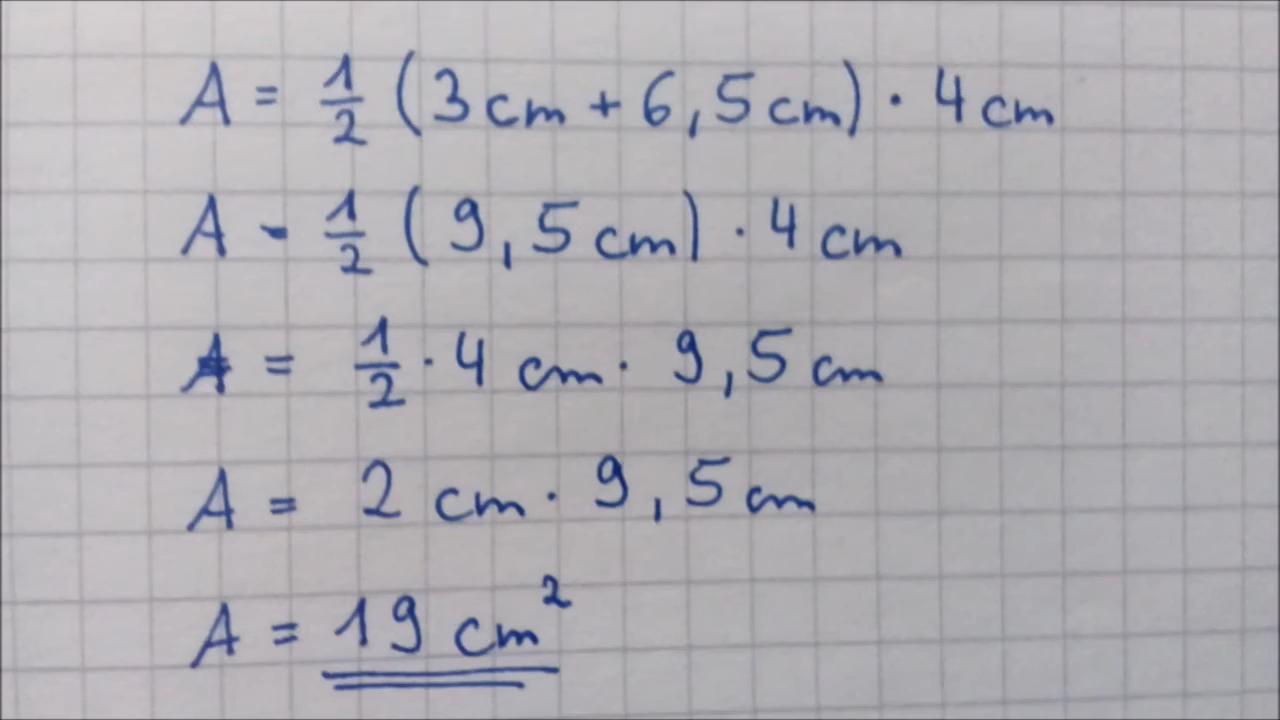 A = 1/2 (3 cm + 6,5 cm) · 4 cm
A - 1/2 (9,5 cm) · 4 cm
A = 1/2 · 4 cm · 9,5 cm
A = 2 cm · 9,5 cm
A = 19 cm²